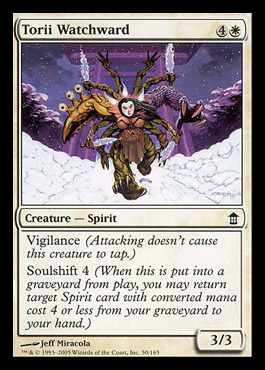 Torii Watchward 4
Creature — Spirit
Vigilance (Attacking doesn't cause
this creature to tap.)
Soulshift 4 (When this is put into a
graveyard from play, you may return
target Spirit card with converted mana
cost 4 or less from your graveyard to
your hand.)
Jeff Miracola
™ & © 1993–2005 Wizards of the Coast, Inc. 30/165
3/3